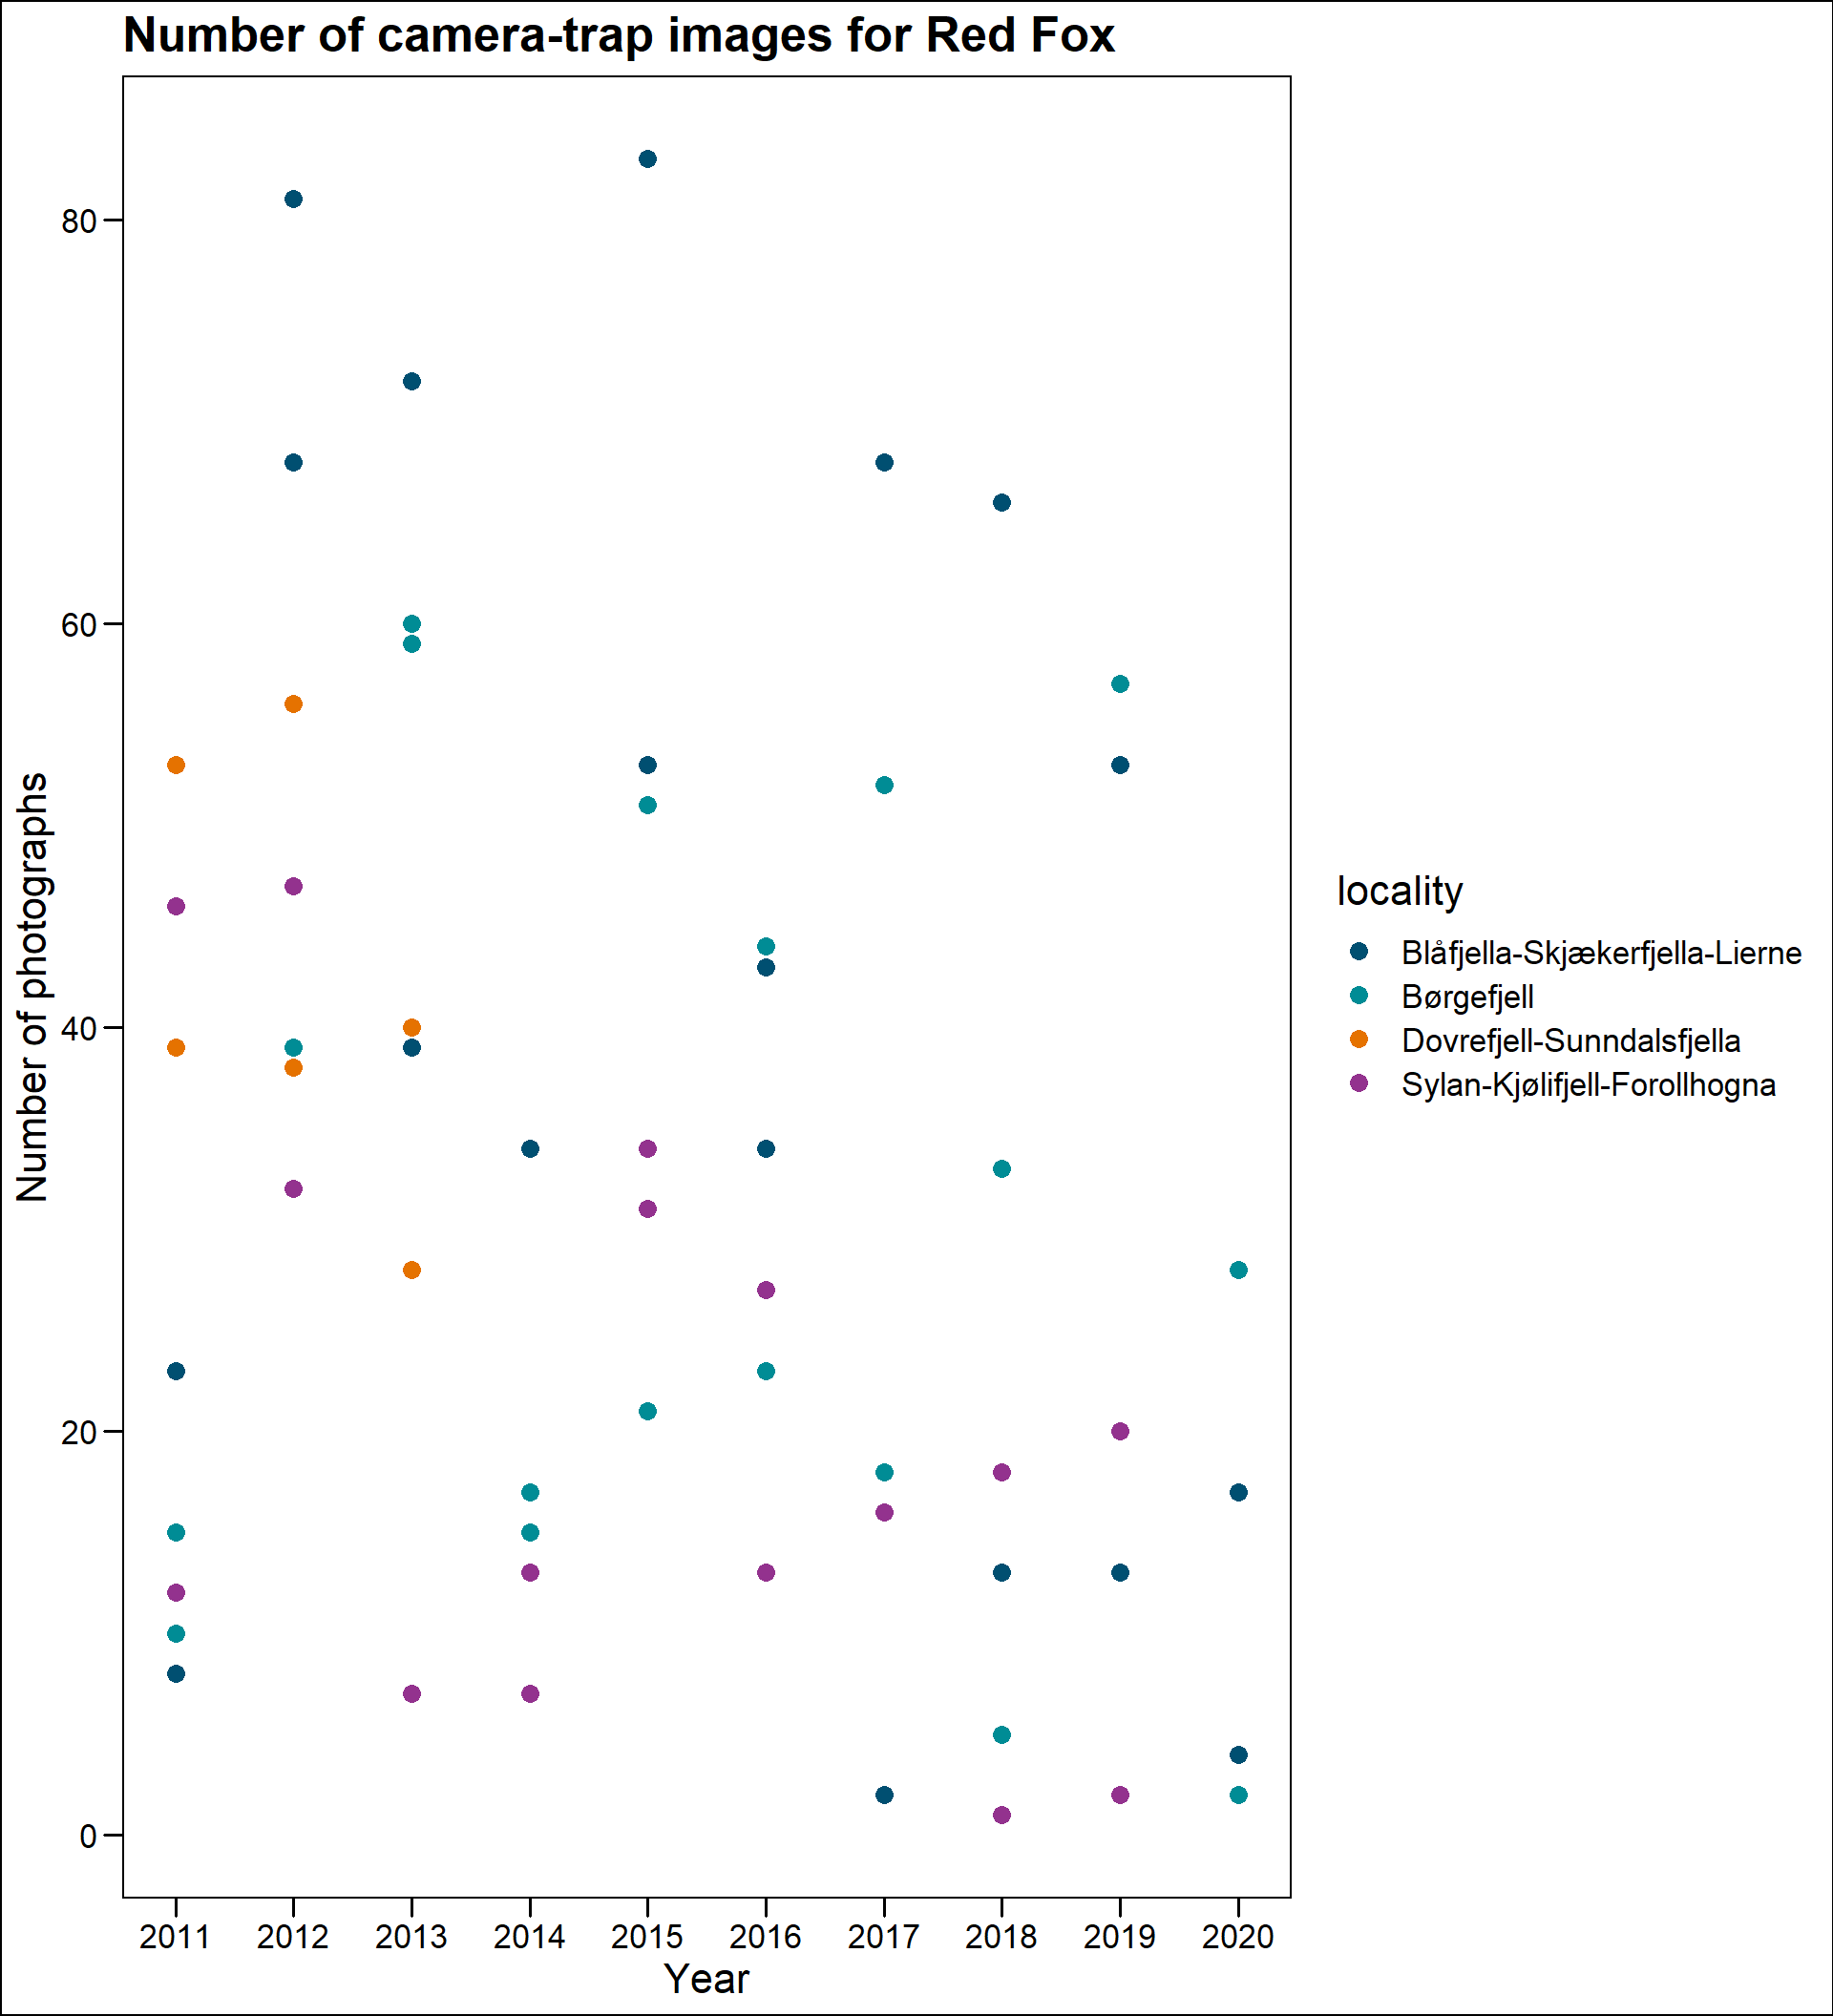 Number of camera-trap images for Red Fox
Number of photographs
80
60
40
20
0
2011 2012 2013 2014 2015 2016 2017 2018 2019 2020
Year
locality
Blåfjella-Skjækerfjella-Lierne
Børgefjell
Dovrefjell-Sunndalsfjella
Sylan-Kjølifjell-Forollhogna